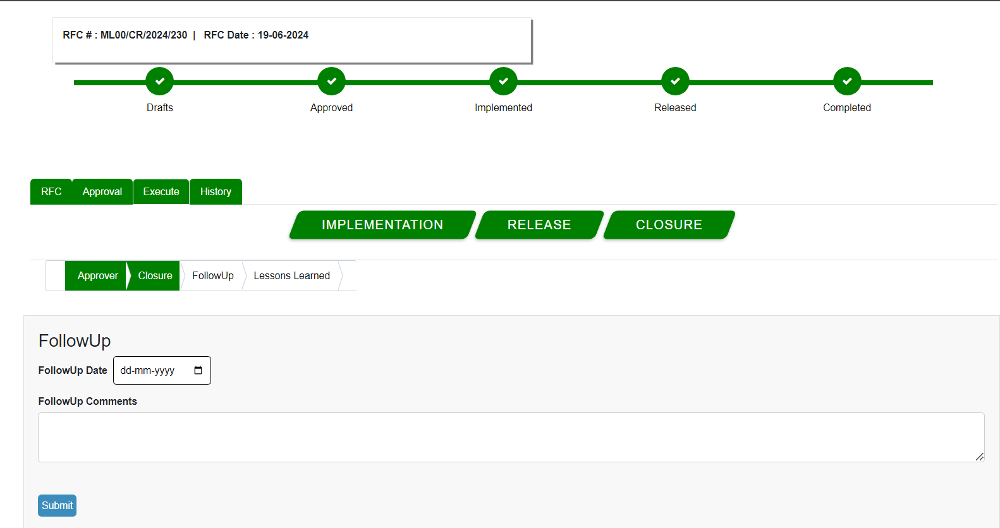 RFC # : ML00/CR/2024/230 | RFC Date : 19-06-2024
Drafts Approved Implemented Released Completed
RFC Approval Execute History
IMPLEMENTATION RELEASE CLOSURE
Approver Closure FollowUp Lessons Learned
FollowUp
FollowUp Date dd-mm-yyyy
FollowUp Comments
Submit